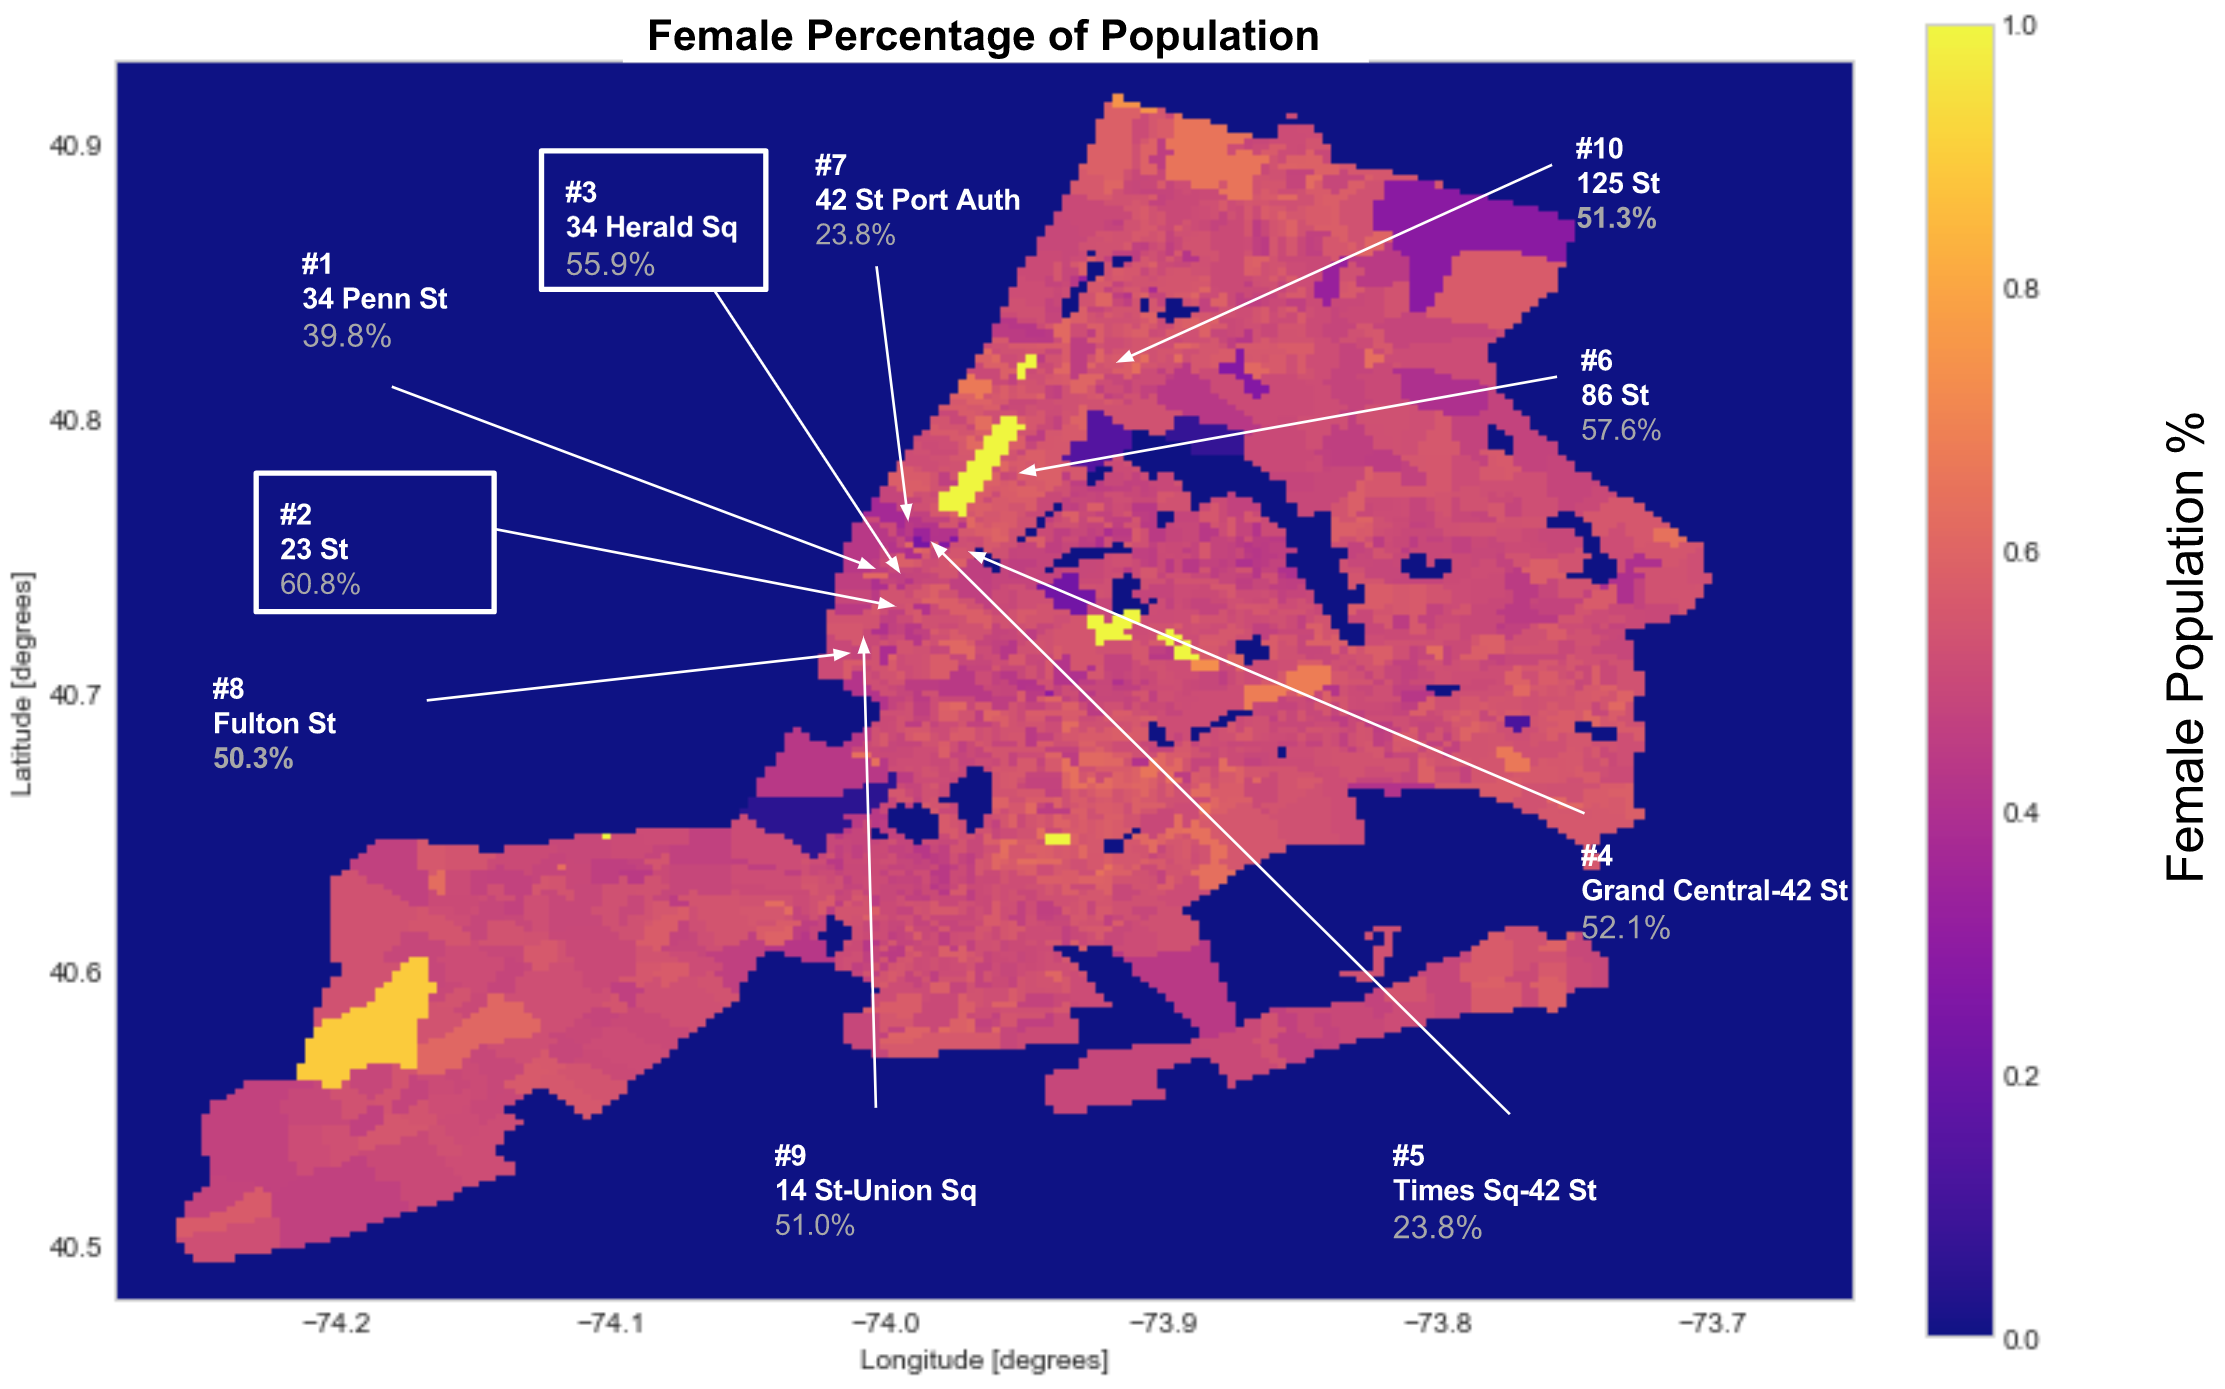 Female Percentage of Population
1.0
0.8
0.6
0.4
0.2
0.0
Female Population %
40.9
40.8
40.7
40.6
40.5
Latitude [degrees]
−74.2
−74.1
−74.0
−73.9
−73.8
−73.7
Longitude [degrees]
#1
34 Penn St
39.8%
#3
34 Herald Sq
55.9%
#7
42 St Port Auth
23.8%
#10
125 St
51.3%
#6
86 St
57.6%
#2
23 St
60.8%
#8
Fulton St
50.3%
#4
Grand Central-42 St
52.1%
#9
14 St-Union Sq
51.0%
#5
Times Sq-42 St
23.8%